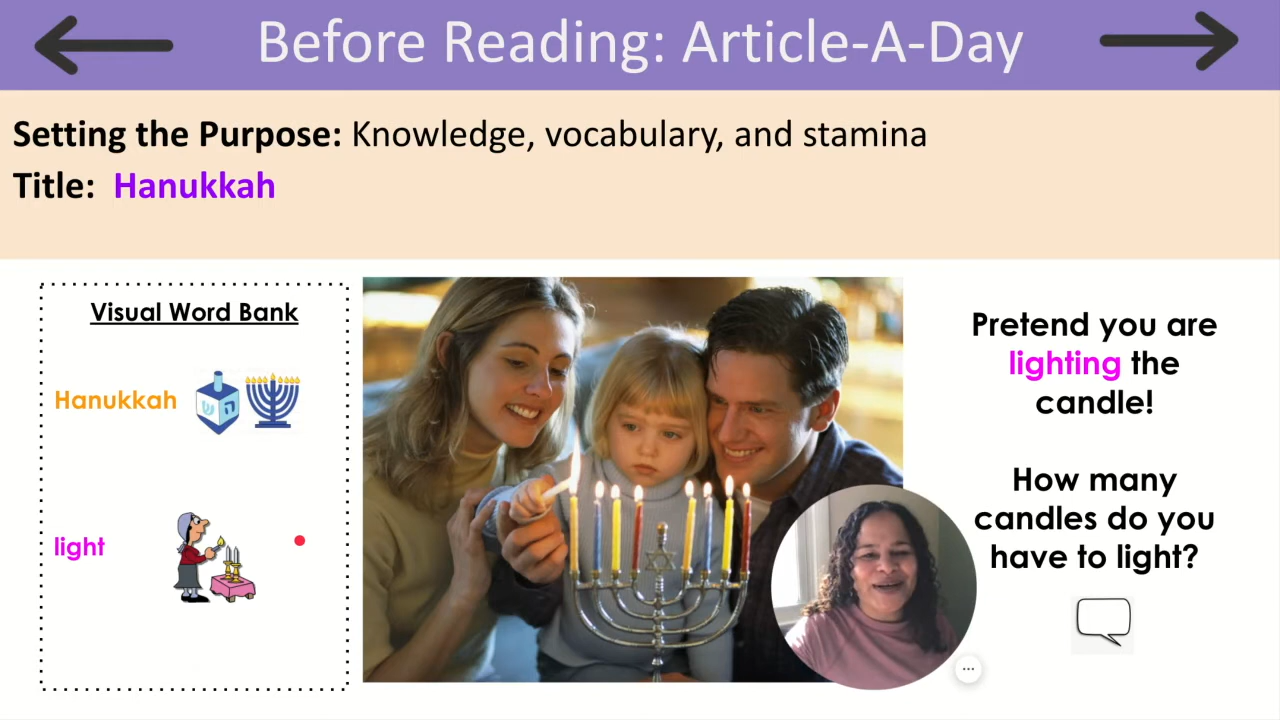 Before Reading: Article-A-Day
Setting the Purpose: Knowledge, vocabulary, and stamina
Title: Hanukkah
Visual Word Bank
Hanukkah
ש ה
light
Pretend you are
lighting the
candle!
How many
candles do you
have to light?